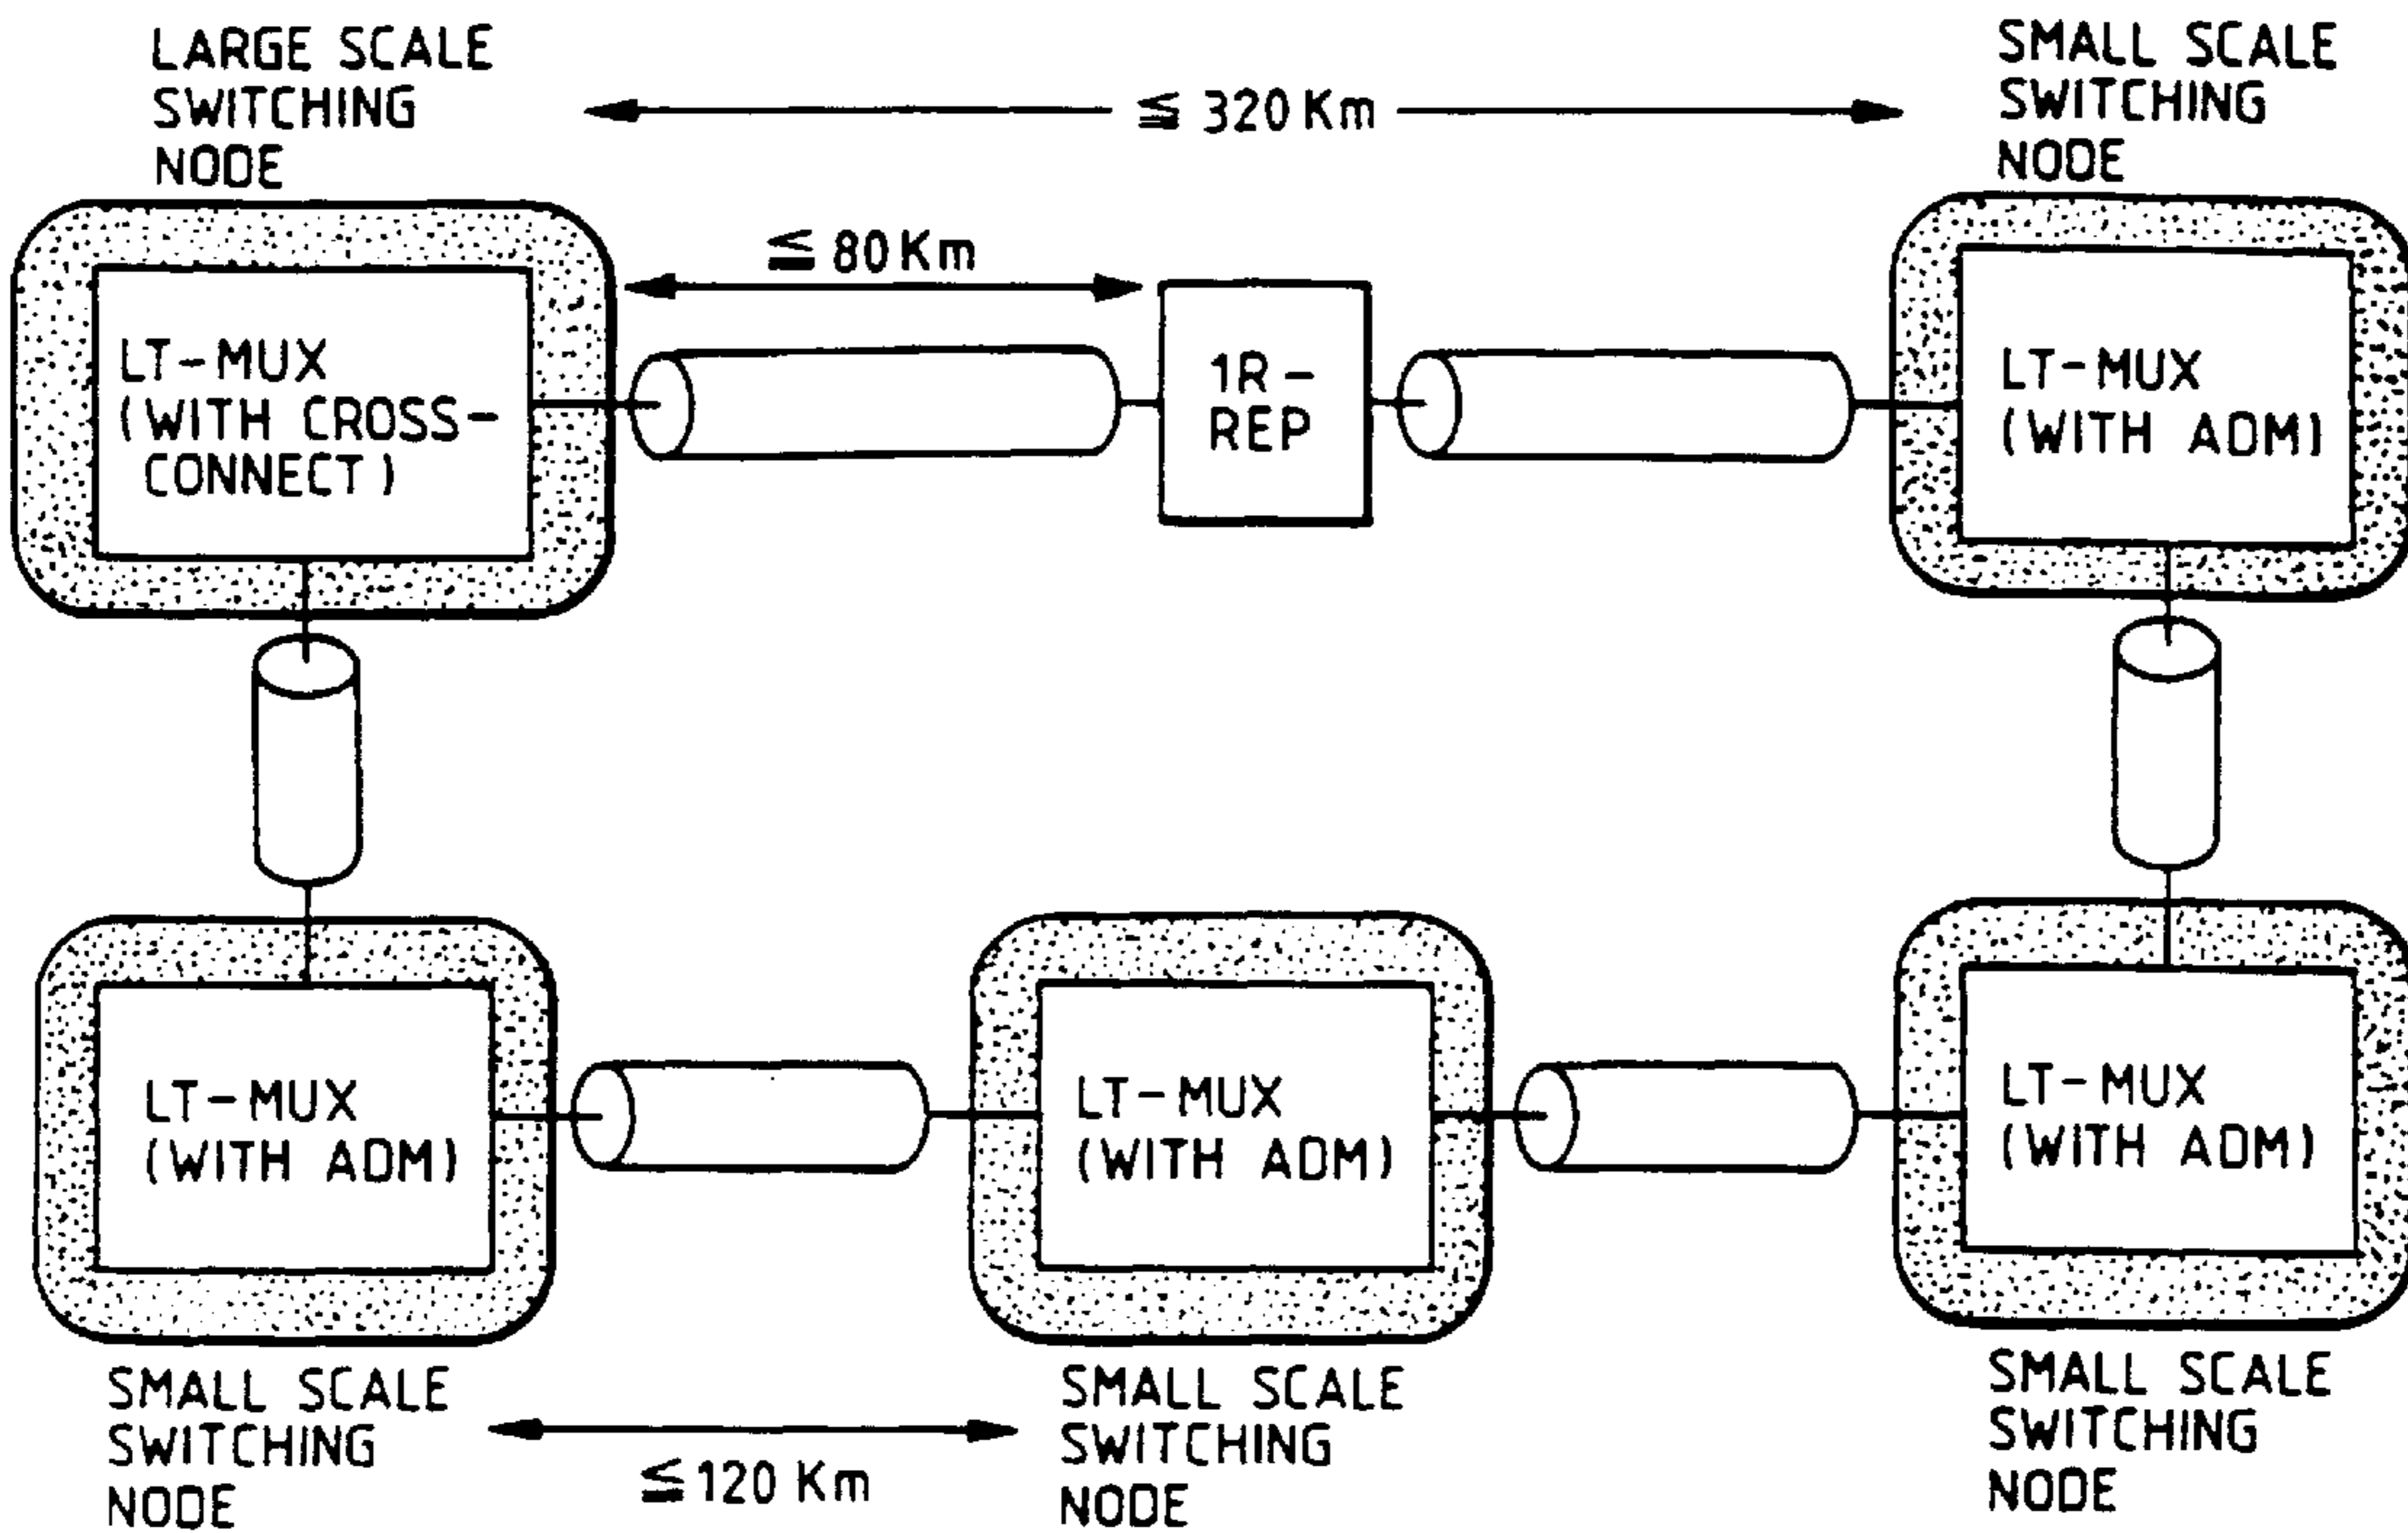 LARGE SCALE
SWITCHING
NODE
≦ 320 Km
SMALL SCALE
SWITCHING
NODE
≦ 80 Km
LT-MUX
(WITH CROSS-
CONNECT)
1R-
REP
LT-MUX
(WITH ADM)
LT-MUX
(WITH ADM)
LT-MUX
(WITH ADM)
LT-MUX
(WITH ADM)
SMALL SCALE
SWITCHING
NODE
≦ 120 Km
SMALL SCALE
SWITCHING
NODE
SMALL SCALE
SWITCHING
NODE